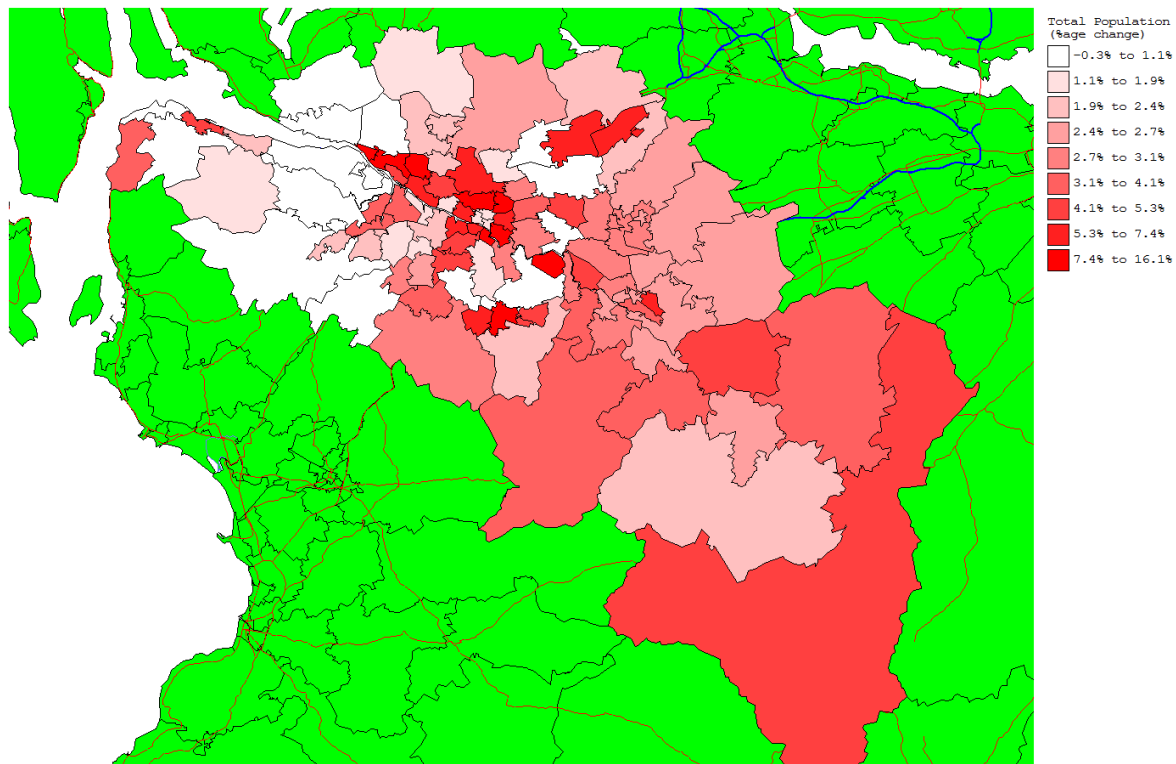 Total Population
(%age change)
-0.3% to 1.1%
1.1% to 1.9%
1.9% to 2.4%
2.4% to 2.7%
2.7% to 3.1%
3.1% to 4.1%
4.1% to 5.3%
5.3% to 7.4%
7.4% to 16.1%